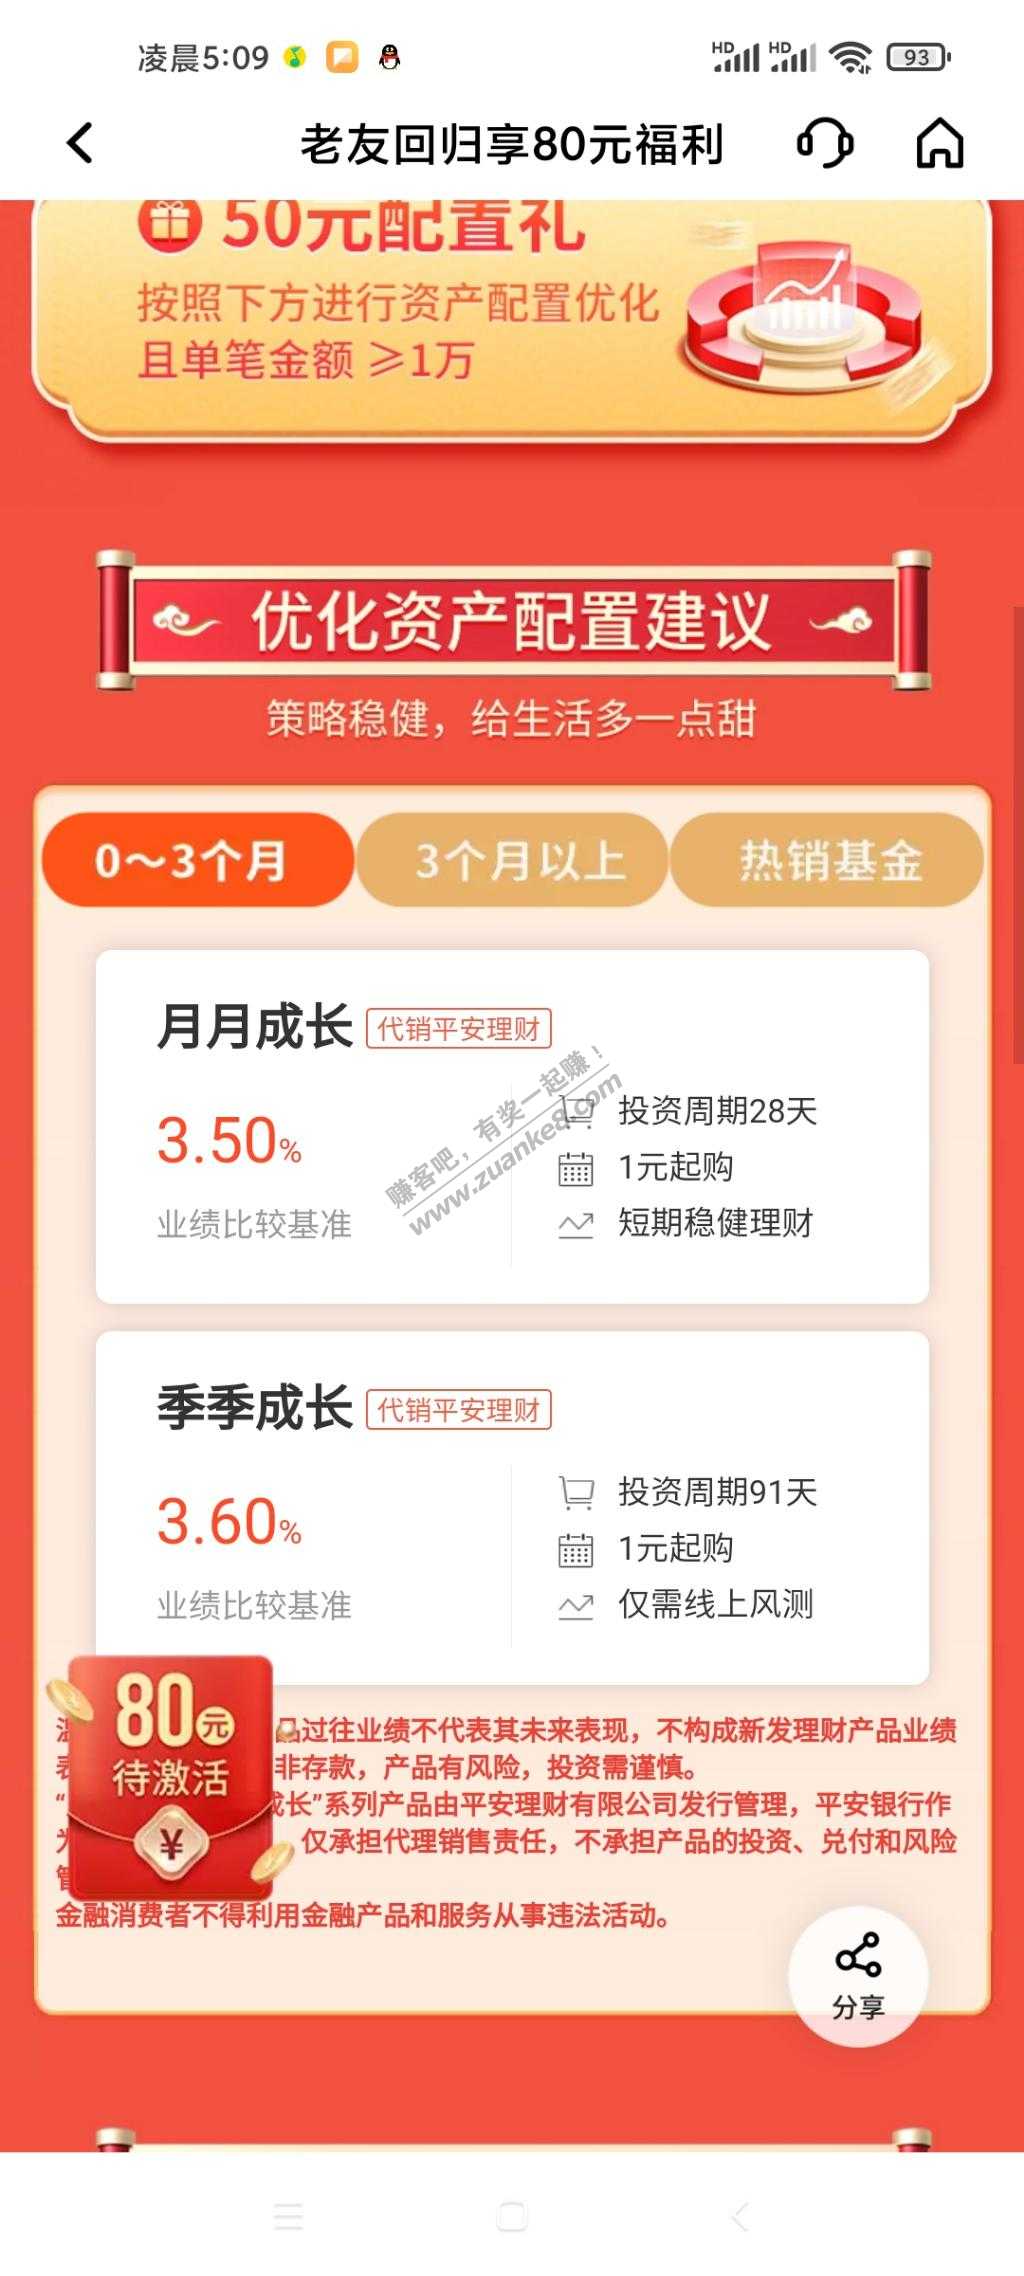 凌晨5:09
HD HD 93
老友回归享80元福利
50元配置礼
按照下方进行资产配置优化
且单笔金额 ≥1万
优化资产配置建议
策略稳健，给生活多一点甜
0～3个月 3个月以上 热销基金
月月成长 代销平安理财
3.50%
业绩比较基准
投资周期28天
1元起购
短期稳健理财
赚客吧，有奖一起赚！
www.zuanke8.com
季季成长 代销平安理财
3.60%
业绩比较基准
投资周期91天
1元起购
仅需线上风测
80元
待激活
¥
品过往业绩不代表其未来表现，不构成新发理财产品业绩
非存款，产品有风险，投资需谨慎。
“ 成长”系列产品由平安理财有限公司发行管理，平安银行作
仅承担代理销售责任，不承担产品的投资、兑付和风险
金融消费者不得利用金融产品和服务从事违法活动。
分享